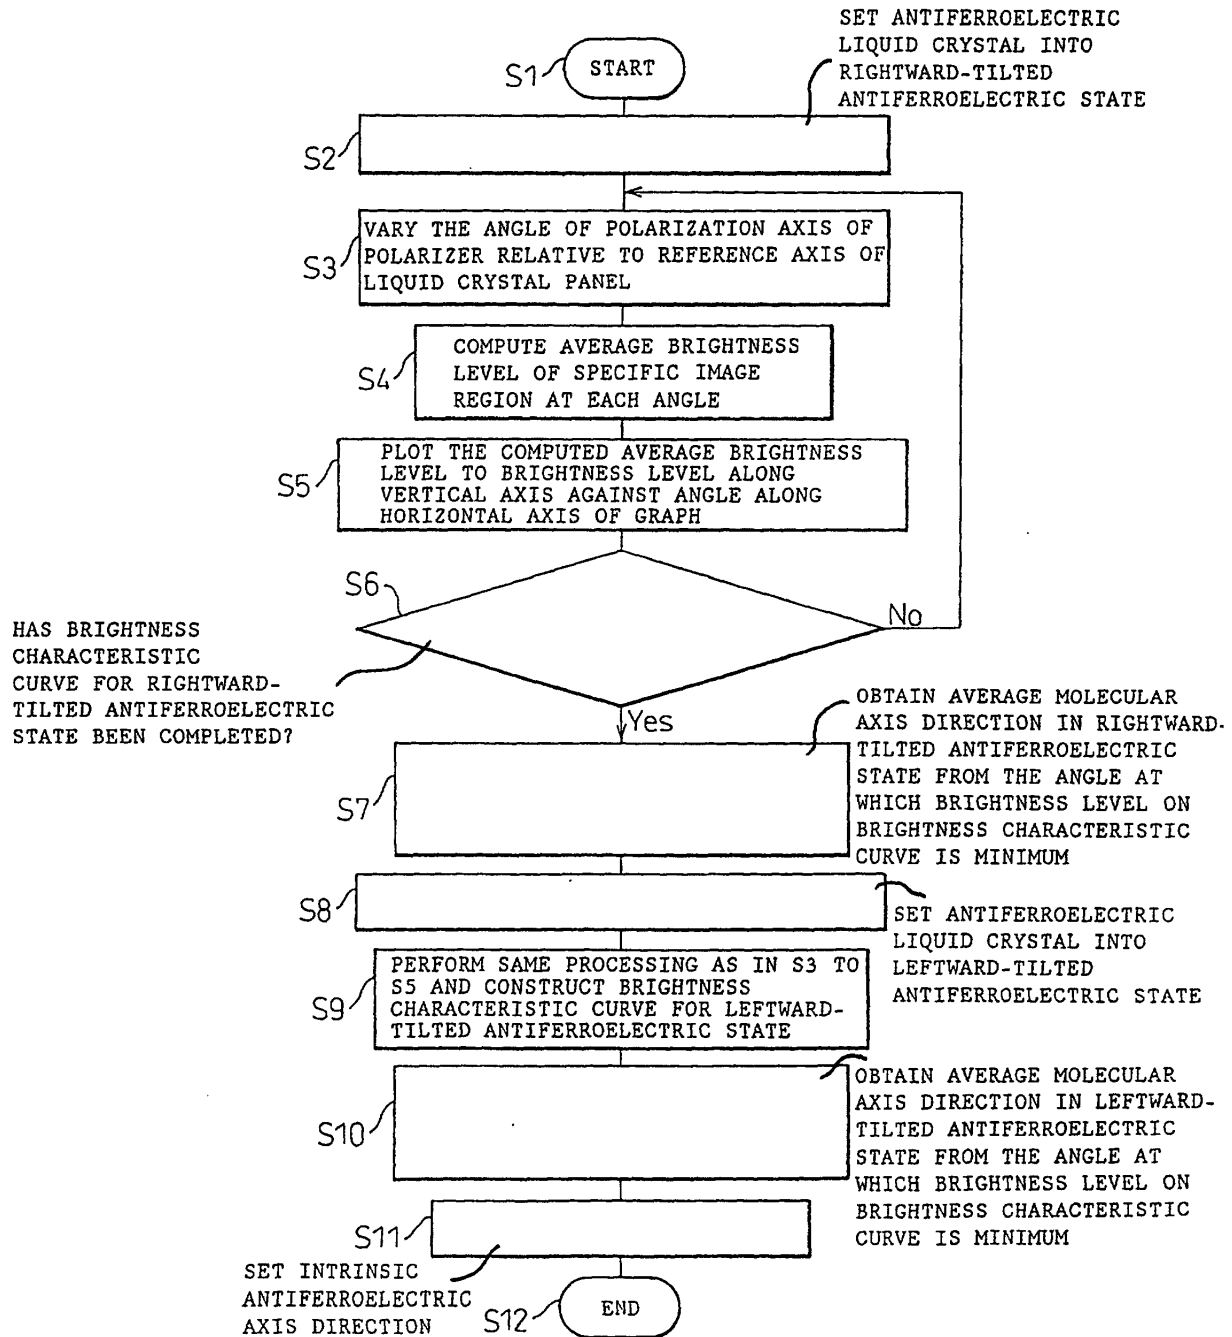 SET ANTIFERROELECTRIC
LIQUID CRYSTAL INTO
RIGHTWARD-TILTED
ANTIFERROELECTRIC STATE
S1
START
S2
S3
VARY THE ANGLE OF POLARIZATION AXIS OF
POLARIZER RELATIVE TO REFERENCE AXIS OF
LIQUID CRYSTAL PANEL
S4
COMPUTE AVERAGE BRIGHTNESS
LEVEL OF SPECIFIC IMAGE
REGION AT EACH ANGLE
S5
PLOT THE COMPUTED AVERAGE BRIGHTNESS
LEVEL TO BRIGHTNESS LEVEL ALONG
VERTICAL AXIS AGAINST ANGLE ALONG
HORIZONTAL AXIS OF GRAPH
S6
No
HAS BRIGHTNESS
CHARACTERISTIC
CURVE FOR RIGHTWARD-
TILTED ANTIFERROELECTRIC
STATE BEEN COMPLETED?
Yes
S7
OBTAIN AVERAGE MOLECULAR
AXIS DIRECTION IN RIGHTWARD-
TILTED ANTIFERROELECTRIC
STATE FROM THE ANGLE AT
WHICH BRIGHTNESS LEVEL ON
BRIGHTNESS CHARACTERISTIC
CURVE IS MINIMUM
S8
SET ANTIFERROELECTRIC
LIQUID CRYSTAL INTO
LEFTWARD-TILTED
ANTIFERROELECTRIC STATE
S9
PERFORM SAME PROCESSING AS IN S3 TO
S5 AND CONSTRUCT BRIGHTNESS
CHARACTERISTIC CURVE FOR LEFTWARD-
TILTED ANTIFERROELECTRIC STATE
S10
OBTAIN AVERAGE MOLECULAR
AXIS DIRECTION IN LEFTWARD-
TILTED ANTIFERROELECTRIC
STATE FROM THE ANGLE AT
WHICH BRIGHTNESS LEVEL ON
BRIGHTNESS CHARACTERISTIC
CURVE IS MINIMUM
S11
SET INTRINSIC
ANTIFERROELECTRIC
AXIS DIRECTION
S12
END